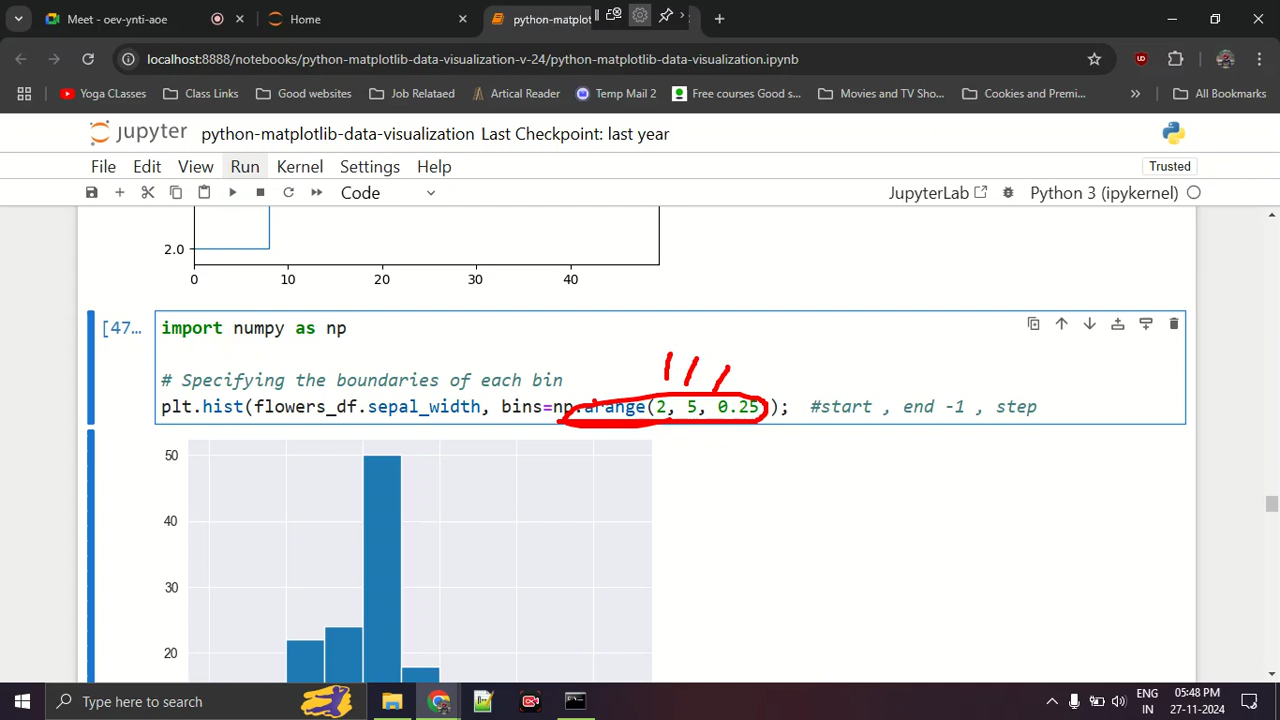 Meet - oev-ynti-aoe
Home
python-matplot
localhost:8888/notebooks/python-matplotlib-data-visualization-v-24/python-matplotlib-data-visualization.ipynb
Yoga CLasses
Class Links
Good websites
Job Relataed
Artical Reader
Temp Mail 2
Free courses Good s...
Movies and TV Sho...
Cookies and Premi...
All Bookmarks
jupyter python-matplotlib-data-visualization Last Checkpoint: last year
File Edit View Run Kernel Settings Help
Trusted
Code
JupyterLab
Python 3 (ipykernel)
2.0
0 10 20 30 40
[47...
import numpy as np
# Specifying the boundaries of each bin
plt.hist(flowers_df.sepal_width, bins=np.arange(2, 5, 0.25)); #start , end -1 , step
50
40
30
20
Type here to search
ENG
IN
05:48 PM
27-11-2024
3